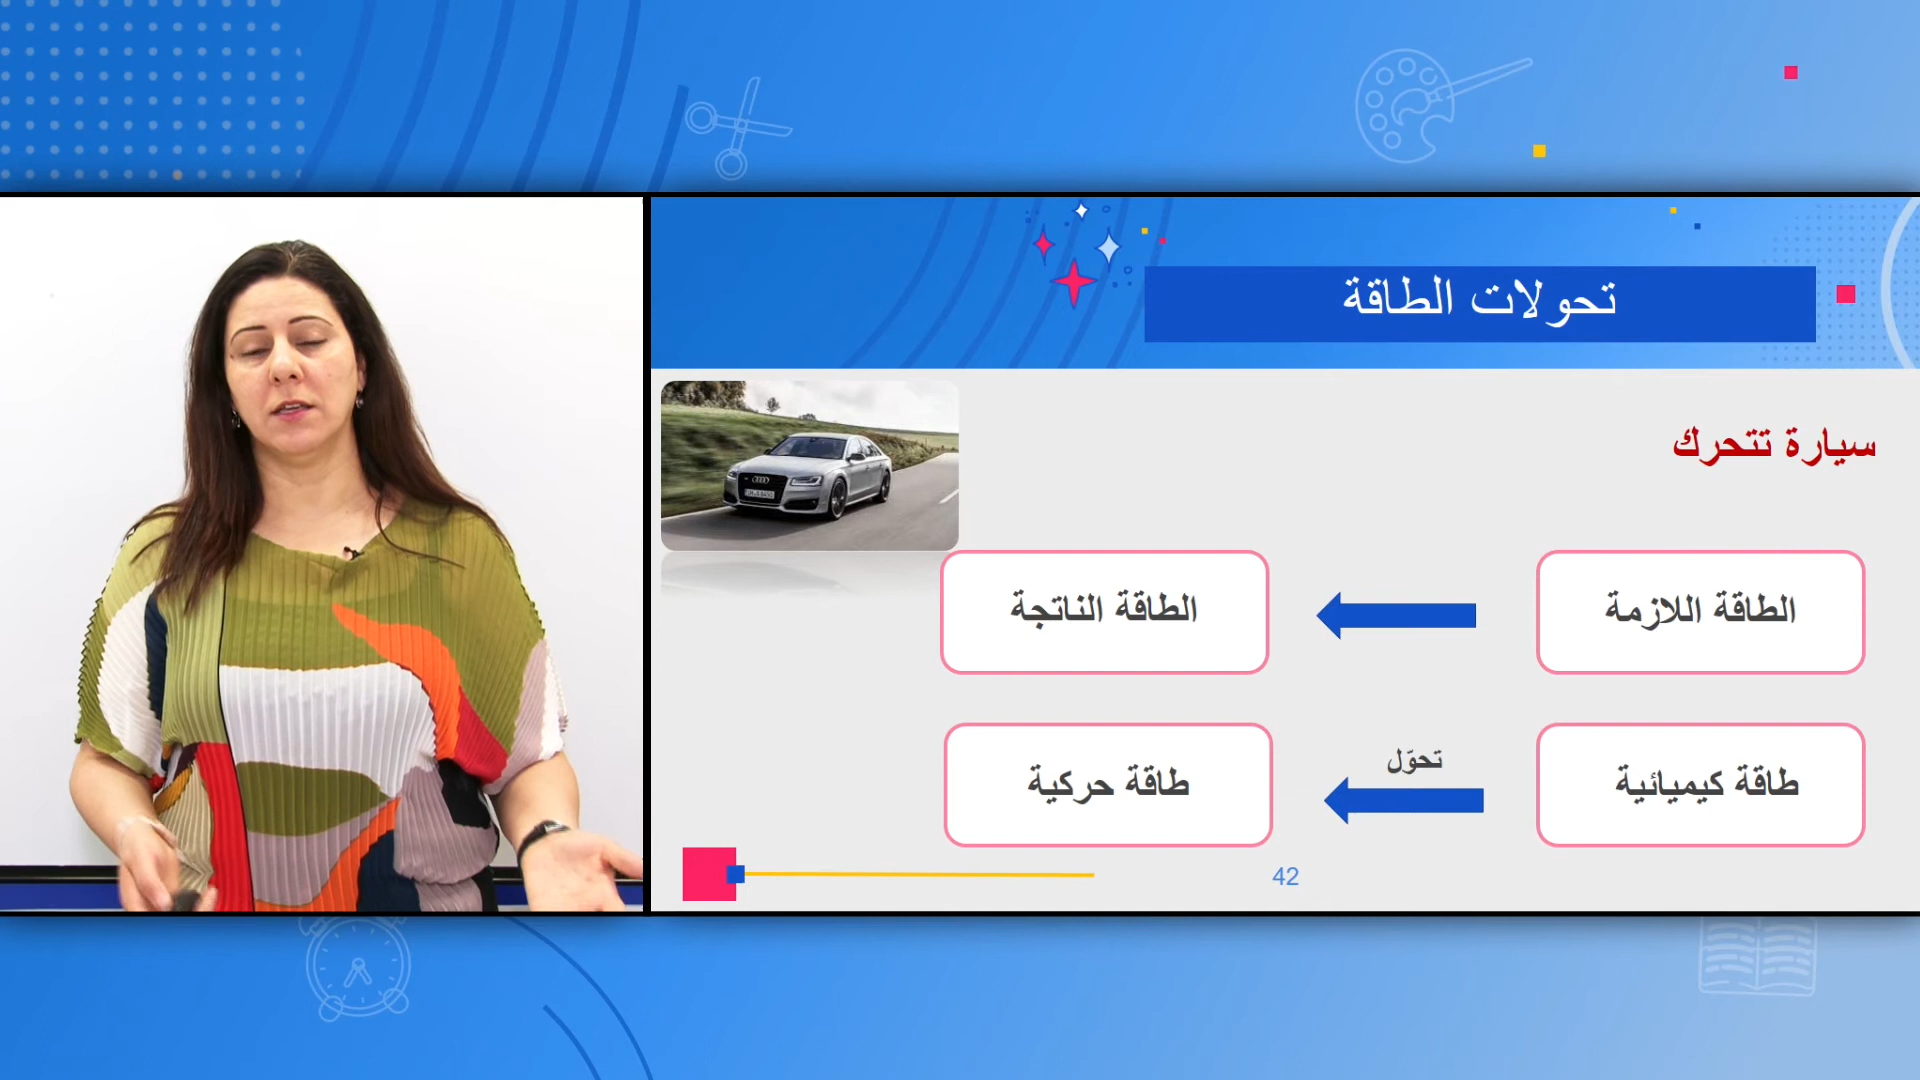 تحولات الطاقة
سيارة تتحرك
الطاقة اللازمة
الطاقة الناتجة
طاقة كيميائية
تحوّل
طاقة حركية
42